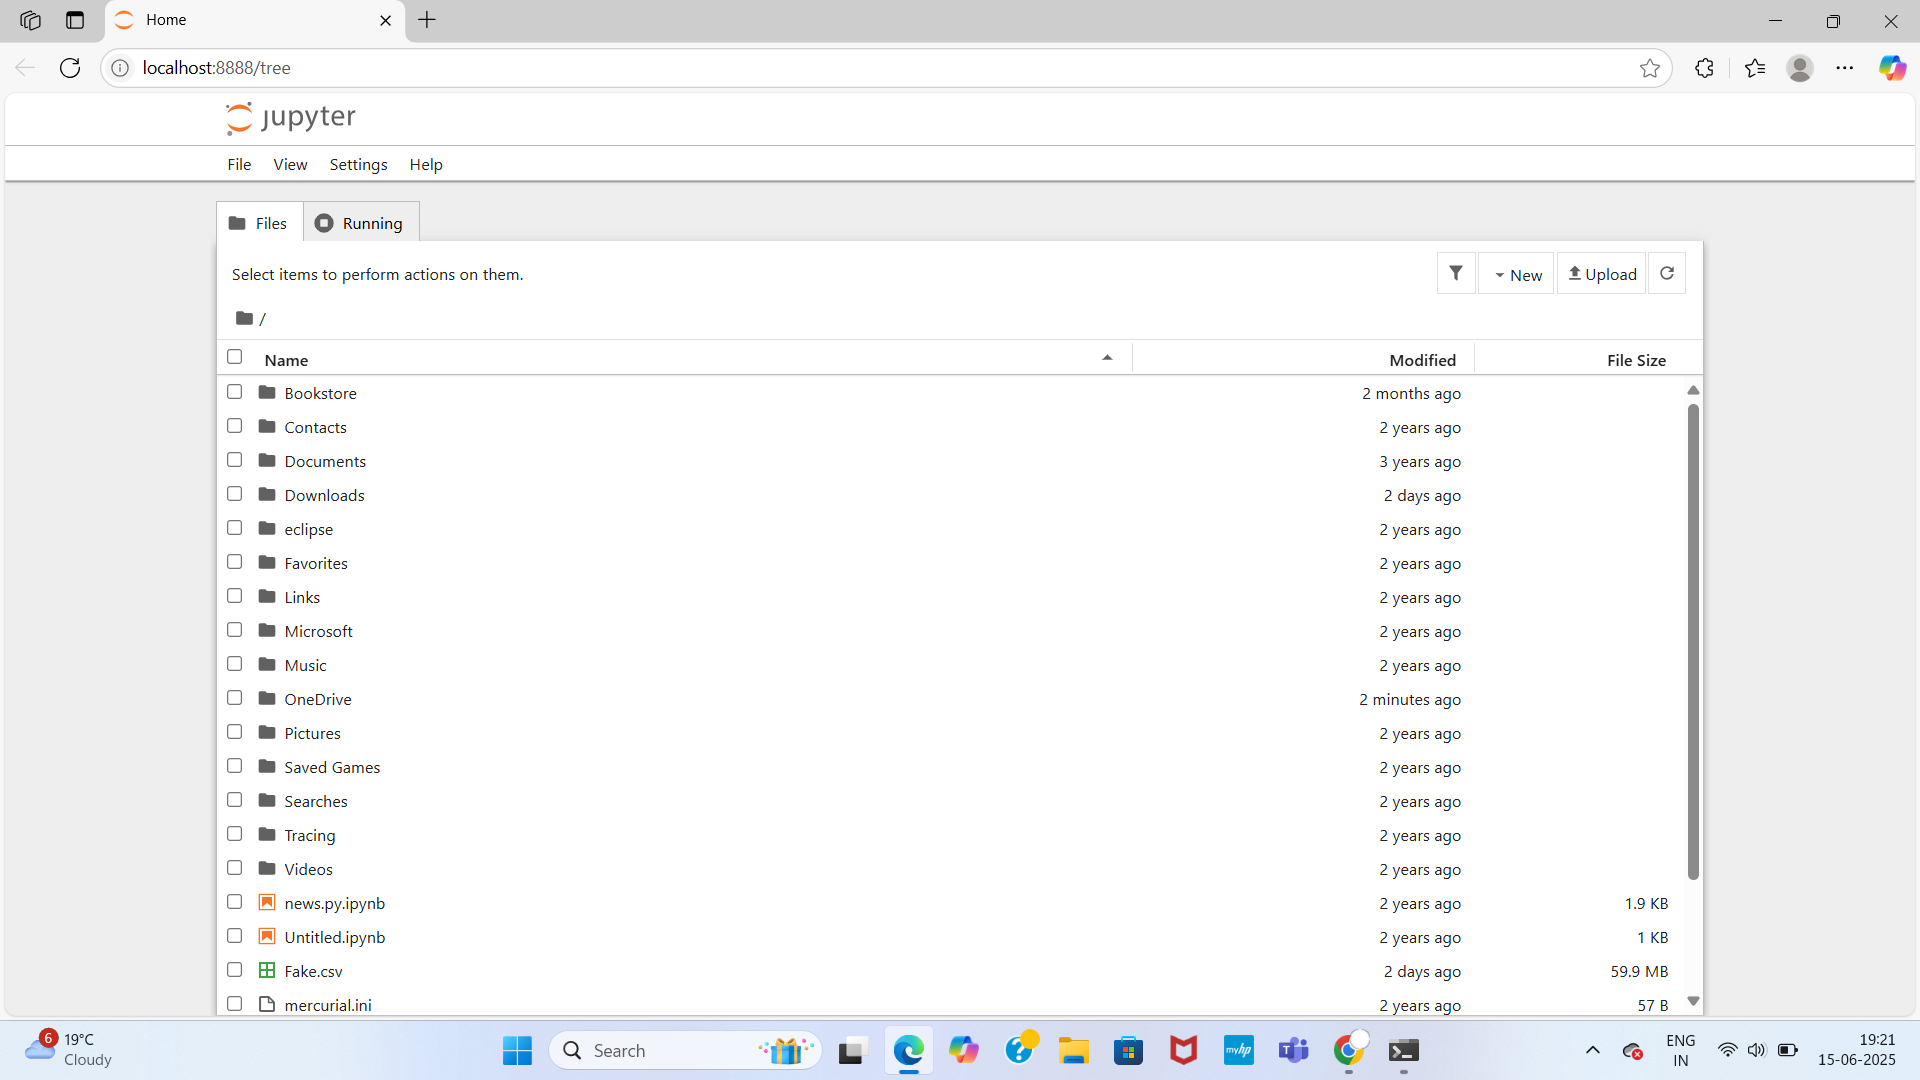 Home
localhost:8888/tree
jupyter
File View Settings Help
Files Running
Select items to perform actions on them.
New Upload
/
Name Modified File Size
Bookstore 2 months ago
Contacts 2 years ago
Documents 3 years ago
Downloads 2 days ago
eclipse 2 years ago
Favorites 2 years ago
Links 2 years ago
Microsoft 2 years ago
Music 2 years ago
OneDrive 2 minutes ago
Pictures 2 years ago
Saved Games 2 years ago
Searches 2 years ago
Tracing 2 years ago
Videos 2 years ago
news.py.ipynb 2 years ago 1.9 KB
Untitled.ipynb 2 years ago 1 KB
Fake.csv 2 days ago 59.9 MB
mercurial.ini 2 years ago 57 B
6 19°C
Cloudy
Search
myhp
ENG
IN
19:21
15-06-2025